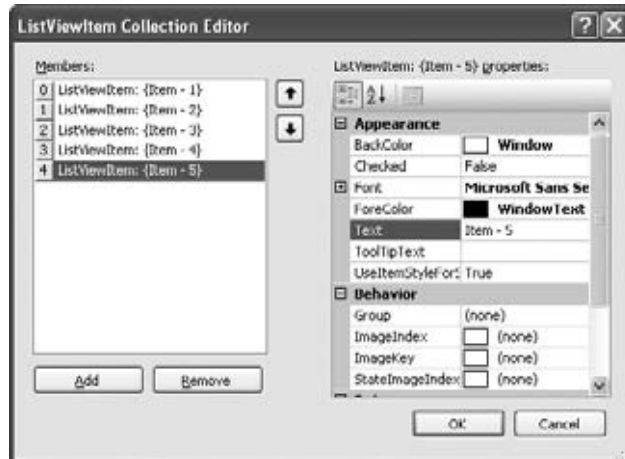 ListViewItem Collection Editor
Members:
0 ListViewItem: {Item - 1}
1 ListViewItem: {Item - 2}
2 ListViewItem: {Item - 3}
3 ListViewItem: {Item - 4}
4 ListViewItem: {Item - 5}
Add
Remove
ListViewItem: {Item - 5} properties:
Appearance
BackColor Window
Checked False
Font Microsoft Sans Se
ForeColor WindowText
Text Item - 5
ToolTipText
UseItemStyleForS True
Behavior
Group (none)
ImageIndex (none)
ImageKey (none)
StateImageIndex (none)
OK
Cancel